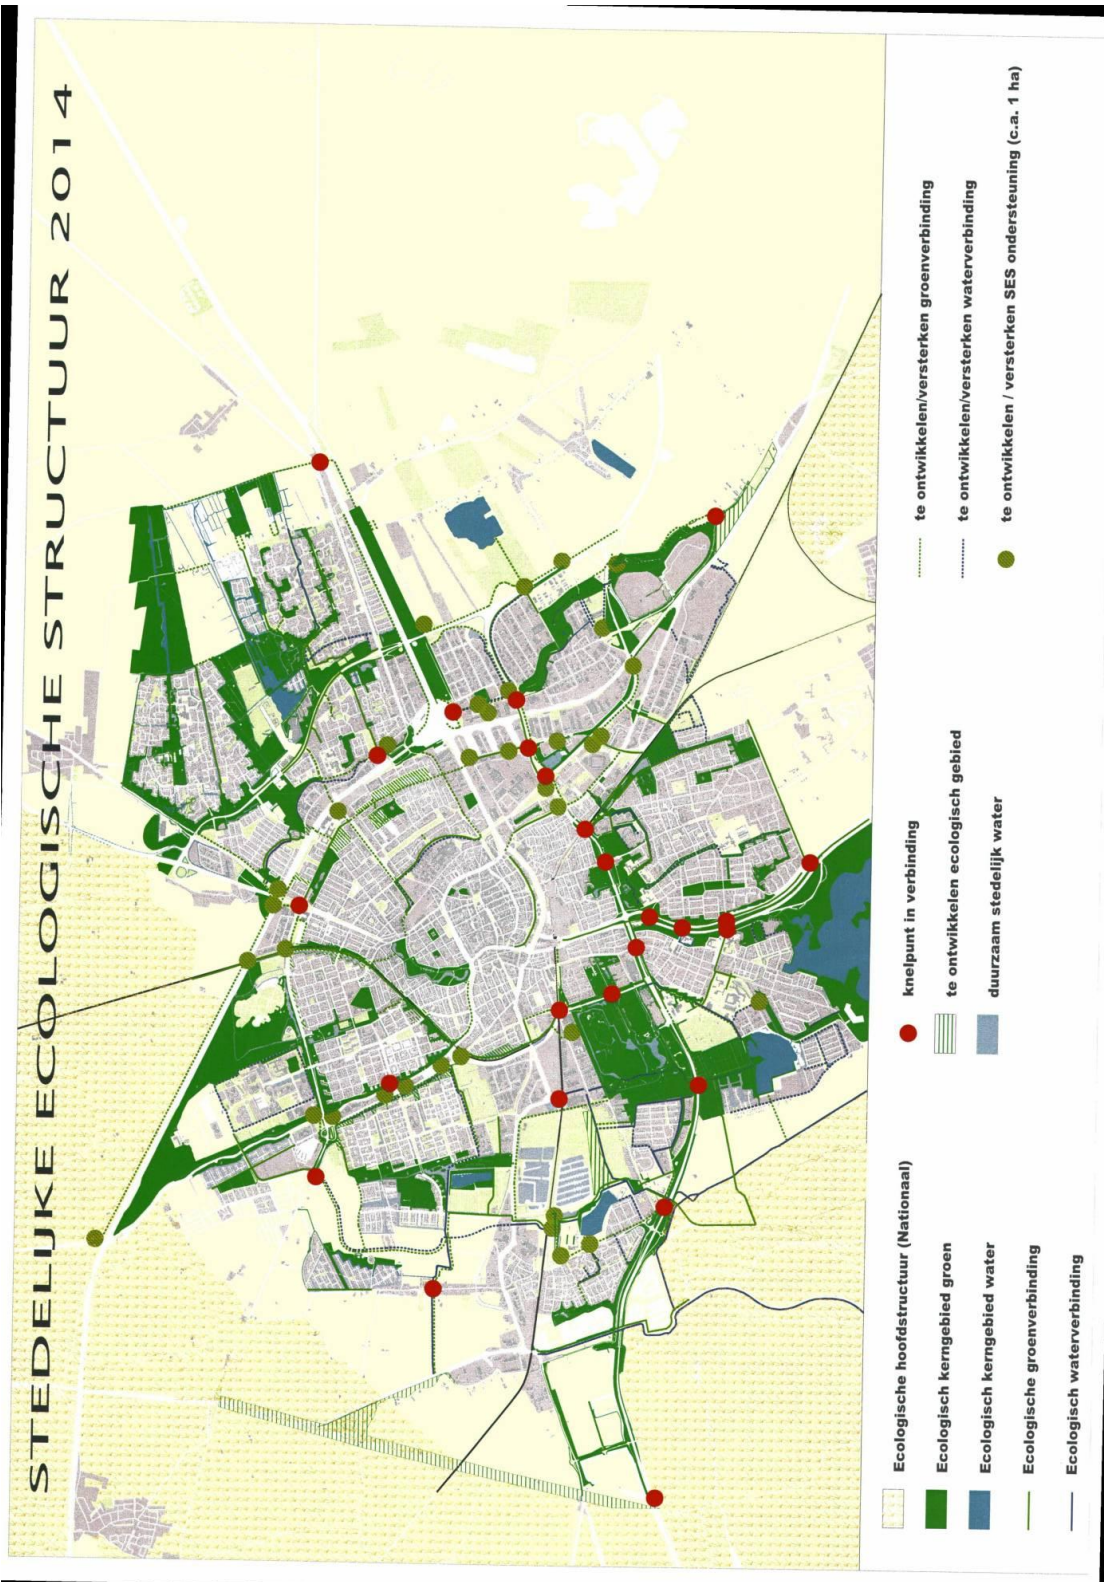 STEDELIJKE ECOLOGISCHE STRUCTUUR 2014
Ecologische hoofdstructuur (Nationaal)
Ecologisch kerngebied groen
Ecologisch kerngebied water
Ecologische groenverbinding
Ecologisch waterverbinding
knelpunt in verbinding
te ontwikkelen ecologisch gebied
duurzaam stedelijk water
te ontwikkelen/versterken groenverbinding
te ontwikkelen/versterken waterverbinding
te ontwikkelen / versterken SES ondersteuning (c.a. 1 ha)